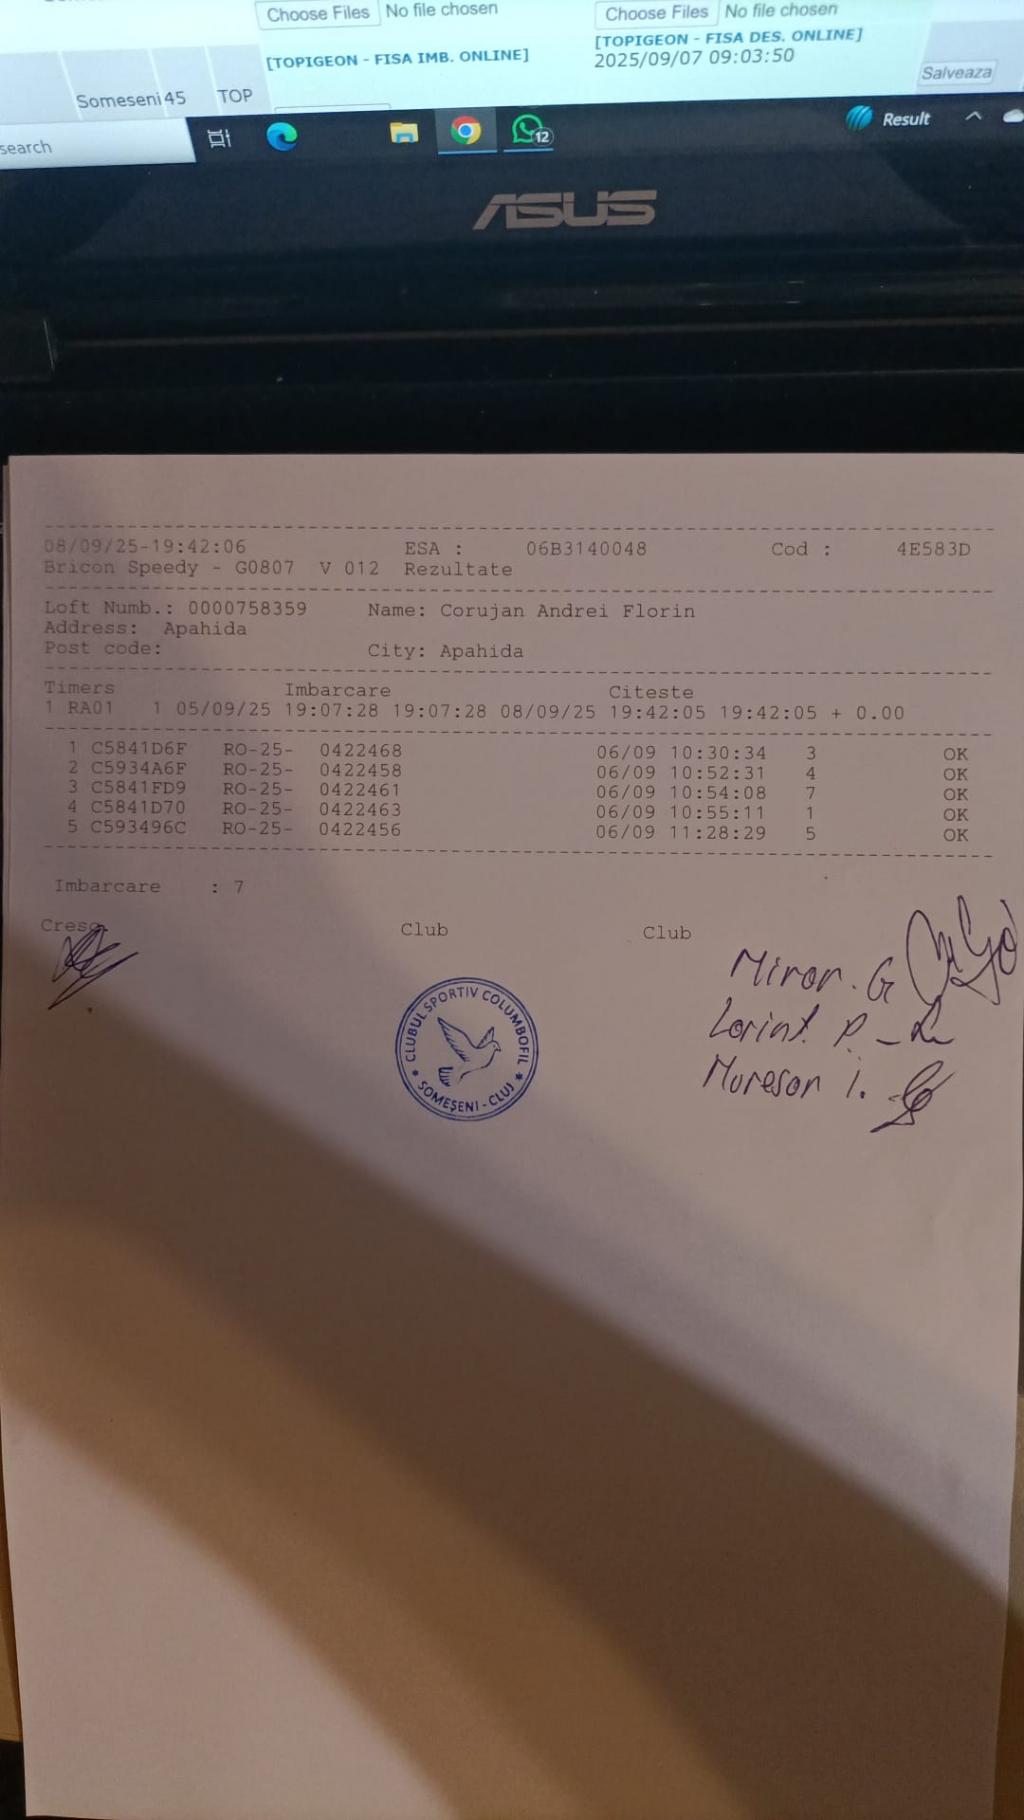 Choose Files No file chosen Choose Files No file chosen
[TOPIGEON - FISA IMB. ONLINE] [TOPIGEON - FISA DES. ONLINE]
2025/09/07 09:03:50
Someseni45 TOP Salveaza
search 12 Result
ASUS
08/09/25-19:42:06 ESA : 06B3140048 Cod : 4E583D
Bricon Speedy - G0807 V 012 Rezultate
Loft Numb.: 0000758359 Name: Corujan Andrei Florin
Address: Apahida
Post code: City: Apahida
Timers Imbarcare Citeste
1 RA01 1 05/09/25 19:07:28 19:07:28 08/09/25 19:42:05 19:42:05 + 0.00
1 C5841D6F RO-25- 0422468 06/09 10:30:34 3 OK
2 C5934A6F RO-25- 0422458 06/09 10:52:31 4 OK
3 C5841FD9 RO-25- 0422461 06/09 10:54:08 7 OK
4 C5841D70 RO-25- 0422463 06/09 10:55:11 1 OK
5 C593496C RO-25- 0422456 06/09 11:28:29 5 OK
Imbarcare : 7
Cresc Club Club
Miron. G
Lorint P.
Muresan i.
CLUBUL SPORTIV COLUMBOFIL
* SOMEȘENI-CLUJ *